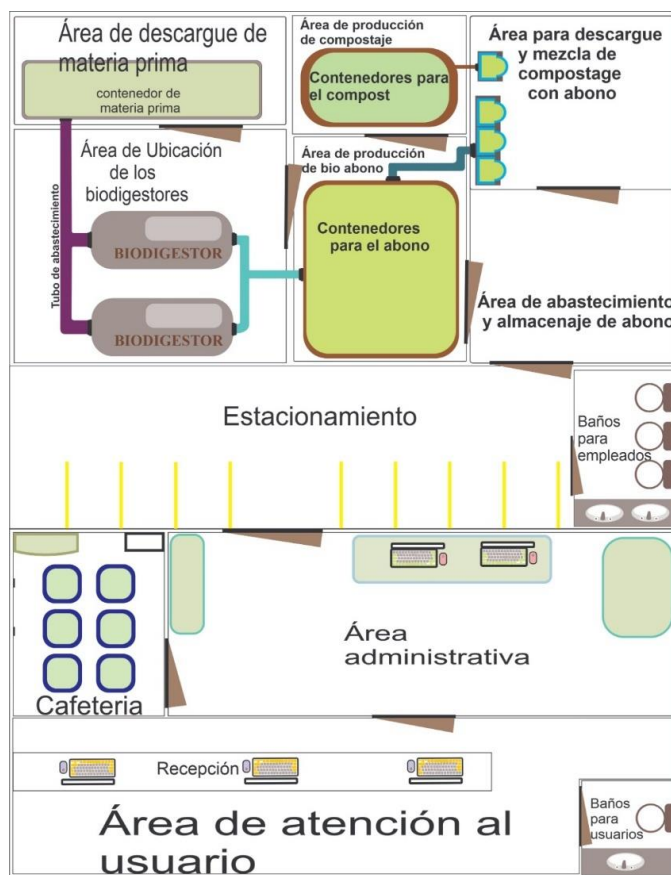 Área de descargue de
materia prima
contenedor de
materia prima
Área de producción
de compostaje
Contenedores para
el compost
Área para descargue
y mezcla de
compostage
con abono
Área de Ubicación
de los
biodigestores
Tubo de abastecimiento
BIODIGESTOR
BIODIGESTOR
Área de producción
de bio abono
Contenedores
para el abono
Área de abastecimiento
y almacenaje de abono
Estacionamiento
Baños
para
empleados
Cafeteria
Área
administrativa
Recepción
Área de atención al
usuario
Baños
para
usuarios